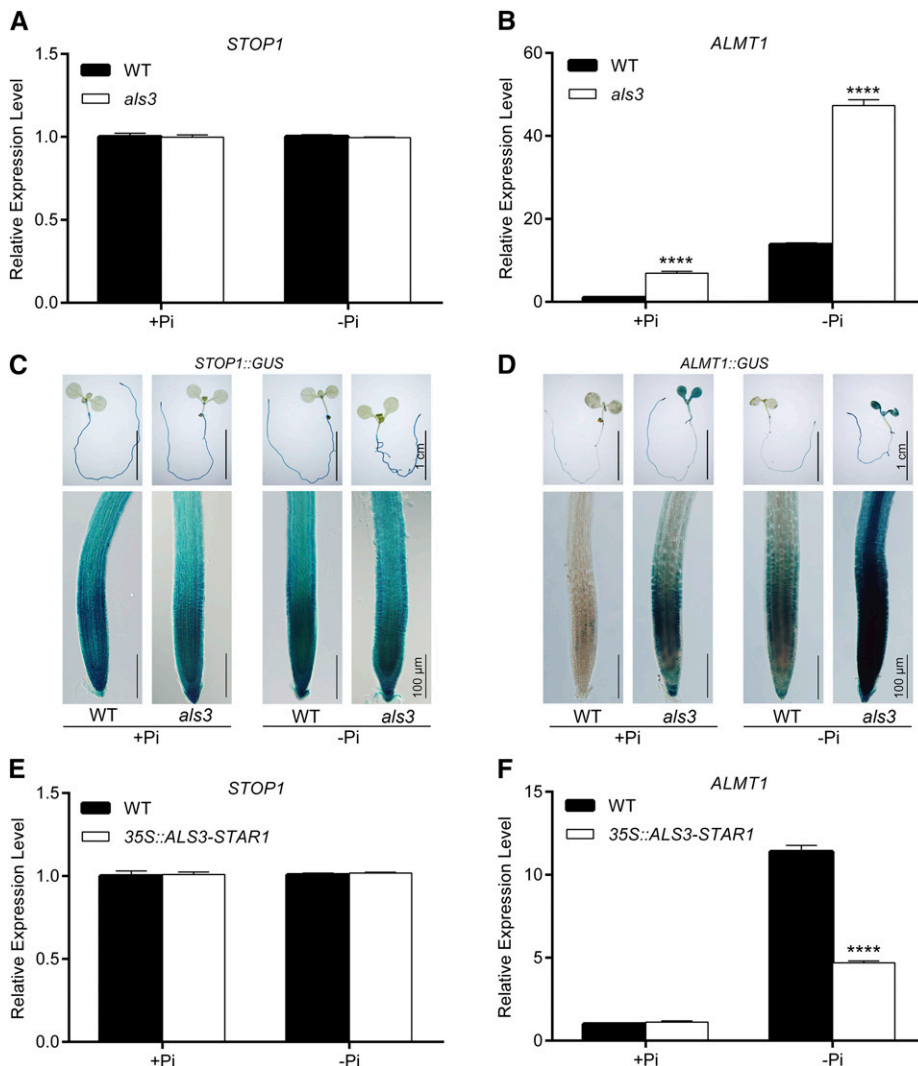 A
STOP1
WT
als3
Relative Expression Level
1.5
1.0
0.5
0.0
+Pi
-Pi
B
ALMT1
WT
als3
Relative Expression Level
60
40
20
0
****
****
+Pi
-Pi
C
STOP1::GUS
1 cm
100 µm
WT
als3
WT
als3
+Pi
-Pi
D
ALMT1::GUS
1 cm
100 µm
WT
als3
WT
als3
+Pi
-Pi
E
STOP1
WT
35S::ALS3-STAR1
Relative Expression Level
1.5
1.0
0.5
0.0
+Pi
-Pi
F
ALMT1
WT
35S::ALS3-STAR1
Relative Expression Level
15
10
5
0
****
+Pi
-Pi